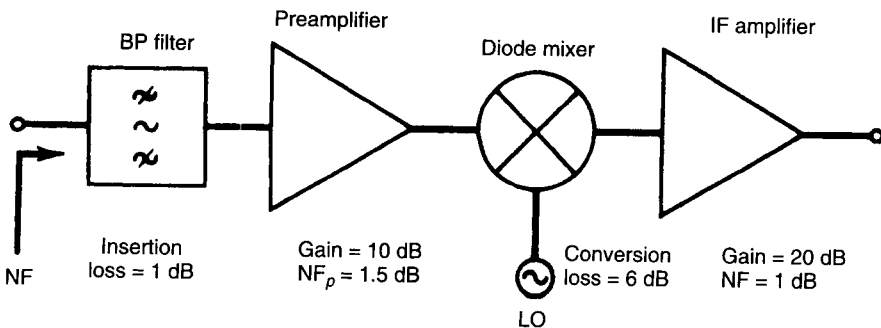 BP filter
Preamplifier
Diode mixer
IF amplifier
NF
Insertion
loss = 1 dB
Gain = 10 dB
NFp = 1.5 dB
LO
Conversion
loss = 6 dB
Gain = 20 dB
NF = 1 dB